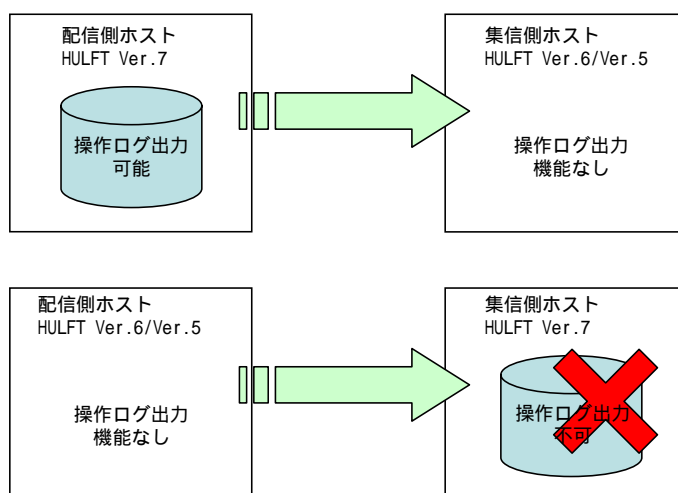 配信側ホスト
HULFT Ver.7
操作ログ出力
可能
集信側ホスト
HULFT Ver.6/Ver.5
操作ログ出力
機能なし
配信側ホスト
HULFT Ver.6/Ver.5
操作ログ出力
機能なし
集信側ホスト
HULFT Ver.7
操作ログ出力
不可